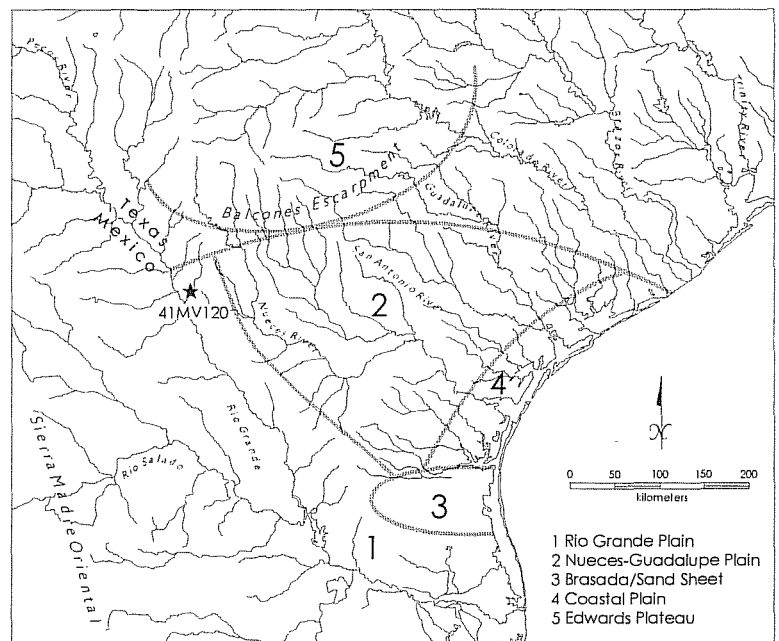 Pecos River
Trinity River
Brazos River
Colorado River
5
Balcones Escarpment
Guadalupe River
Texas
Mexico
San Antonio River
41MV120
2
Nueces River
4
Rio Grande
Rio Salado
Sierra Madre Oriental
3
1
N
0 50 100 150 200
kilometers
1 Rio Grande Plain
2 Nueces-Guadalupe Plain
3 Brasada/Sand Sheet
4 Coastal Plain
5 Edwards Plateau